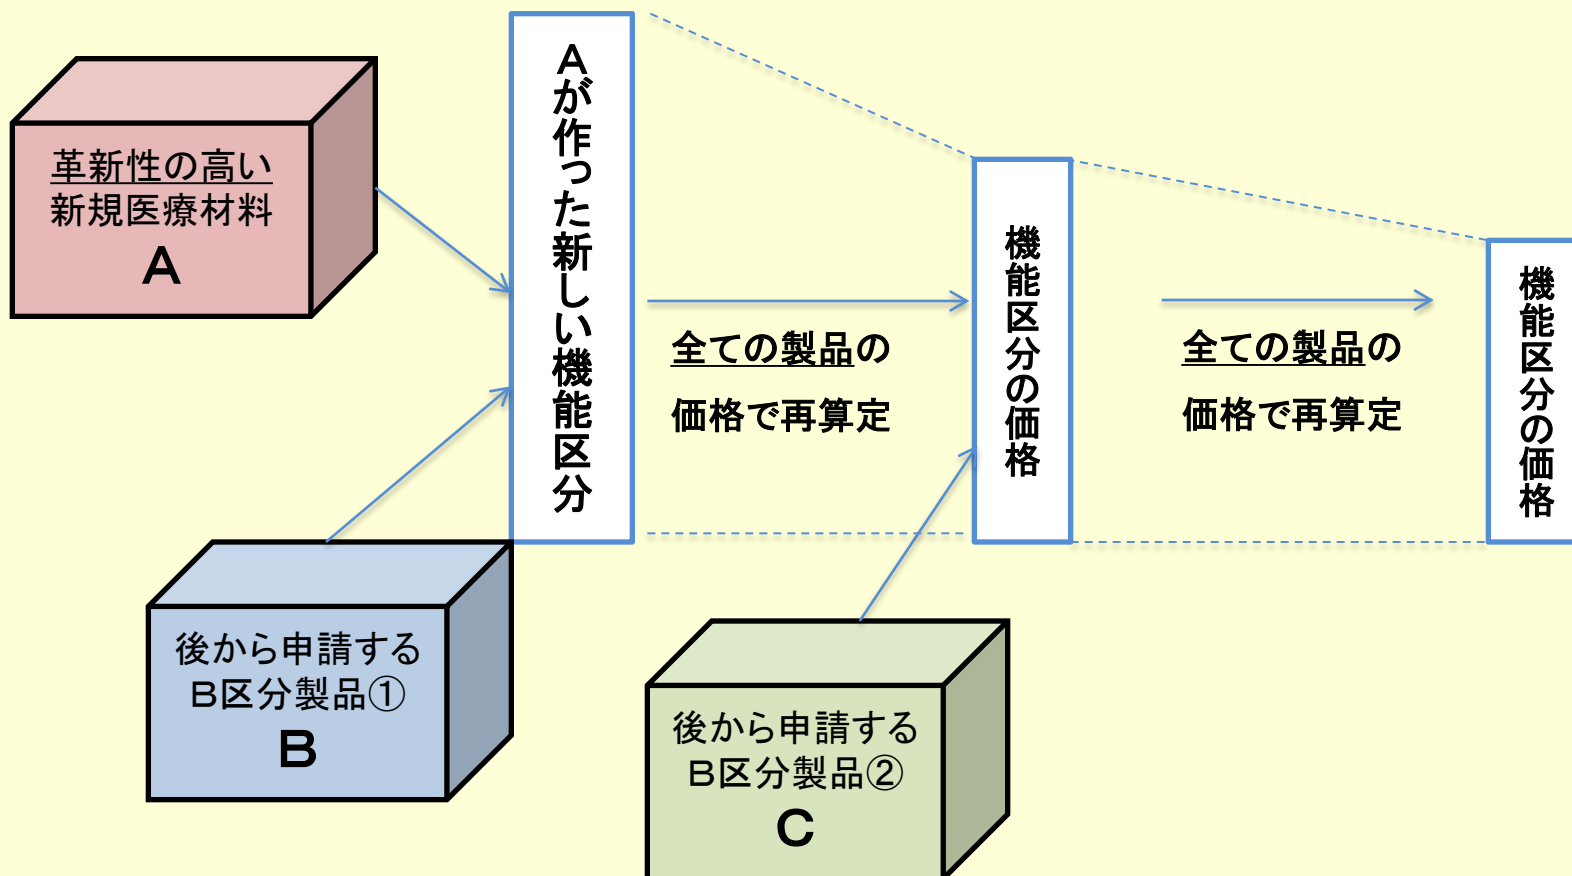 革新性の高い
新規医療材料
A
Aが作った新しい機能区分
全ての製品の
価格で再算定
機能区分の価格
全ての製品の
価格で再算定
機能区分の価格
後から申請する
B区分製品①
B
後から申請する
B区分製品②
C